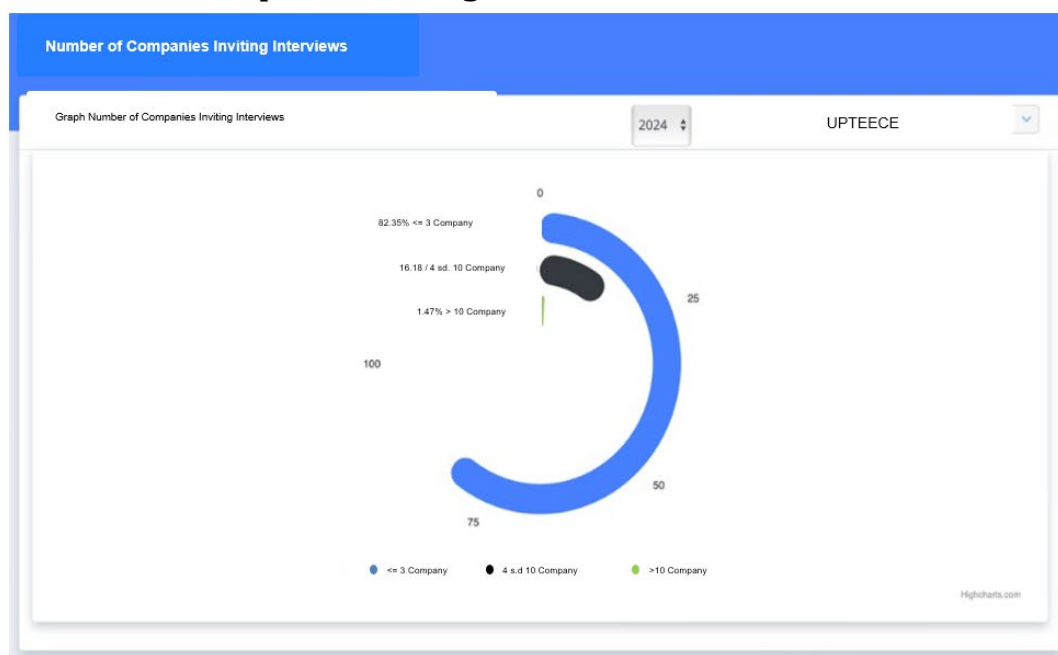 Number of Companies Inviting Interviews
Graph Number of Companies Inviting Interviews
2024
UPTEECE
0
82.35% <= 3 Company
16.18 / 4 sd. 10 Company
25
1.47% > 10 Company
100
50
75
<= 3 Company
4 s.d 10 Company
>10 Company
Highcharts.com